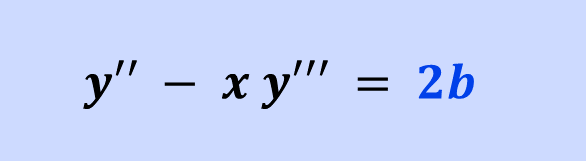 y′′ − x y′′′ = 2b